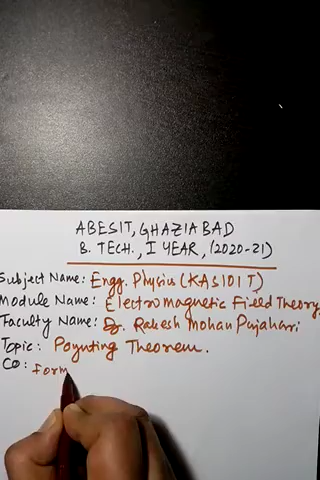 ABESIT, GHAZIABAD
B. TECH., I YEAR, (2020-21)
Subject Name: Engg. Physics (KAS101T)
Module Name: Electromagnetic Field Theory
Faculty Name: Dr. Rakesh Mohan Pujahari
Topic: Poynting Theorem.
CO: form